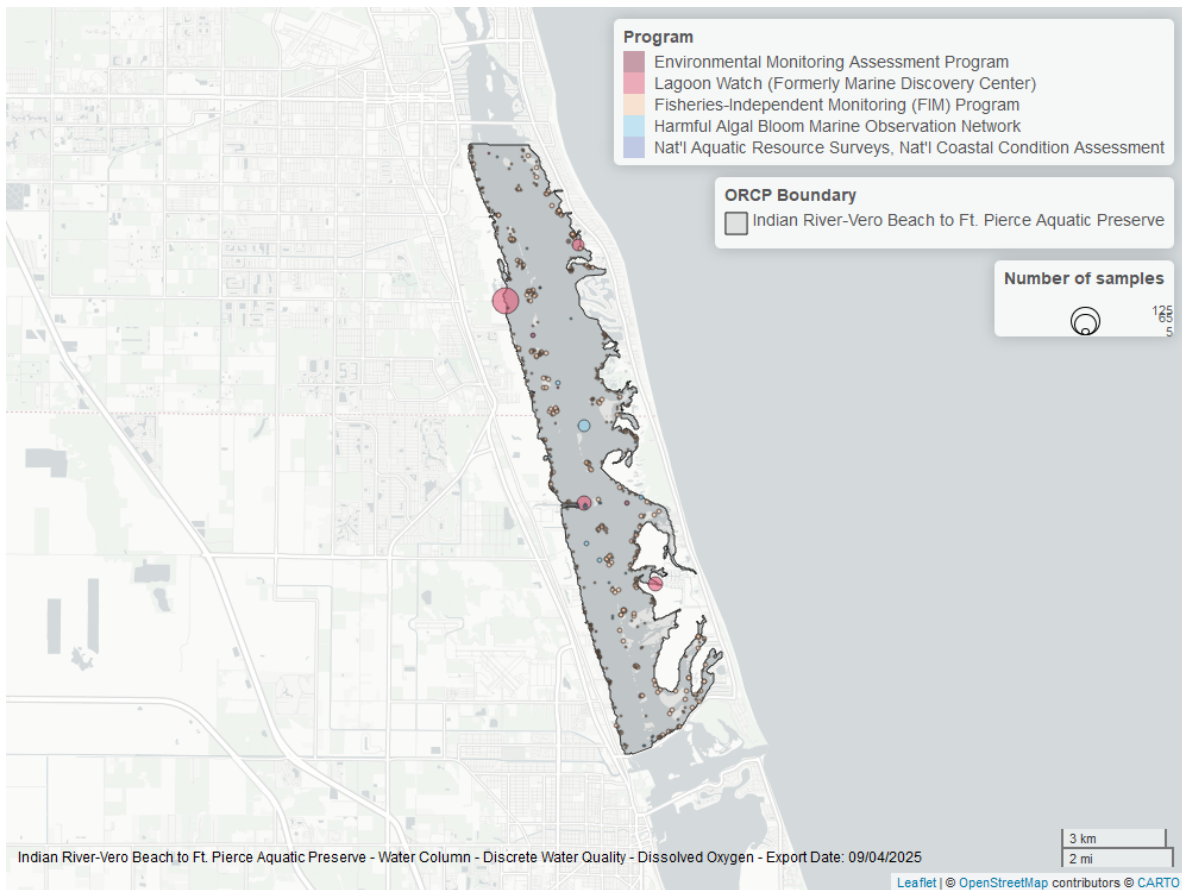 Program
Environmental Monitoring Assessment Program
Lagoon Watch (Formerly Marine Discovery Center)
Fisheries-Independent Monitoring (FIM) Program
Harmful Algal Bloom Marine Observation Network
Nat'l Aquatic Resource Surveys, Nat'l Coastal Condition Assessment
ORCP Boundary
Indian River-Vero Beach to Ft. Pierce Aquatic Preserve
Number of samples
125
65
5
3 km
2 mi
Indian River-Vero Beach to Ft. Pierce Aquatic Preserve - Water Column - Discrete Water Quality - Dissolved Oxygen - Export Date: 09/04/2025
Leaflet | © OpenStreetMap contributors © CARTO